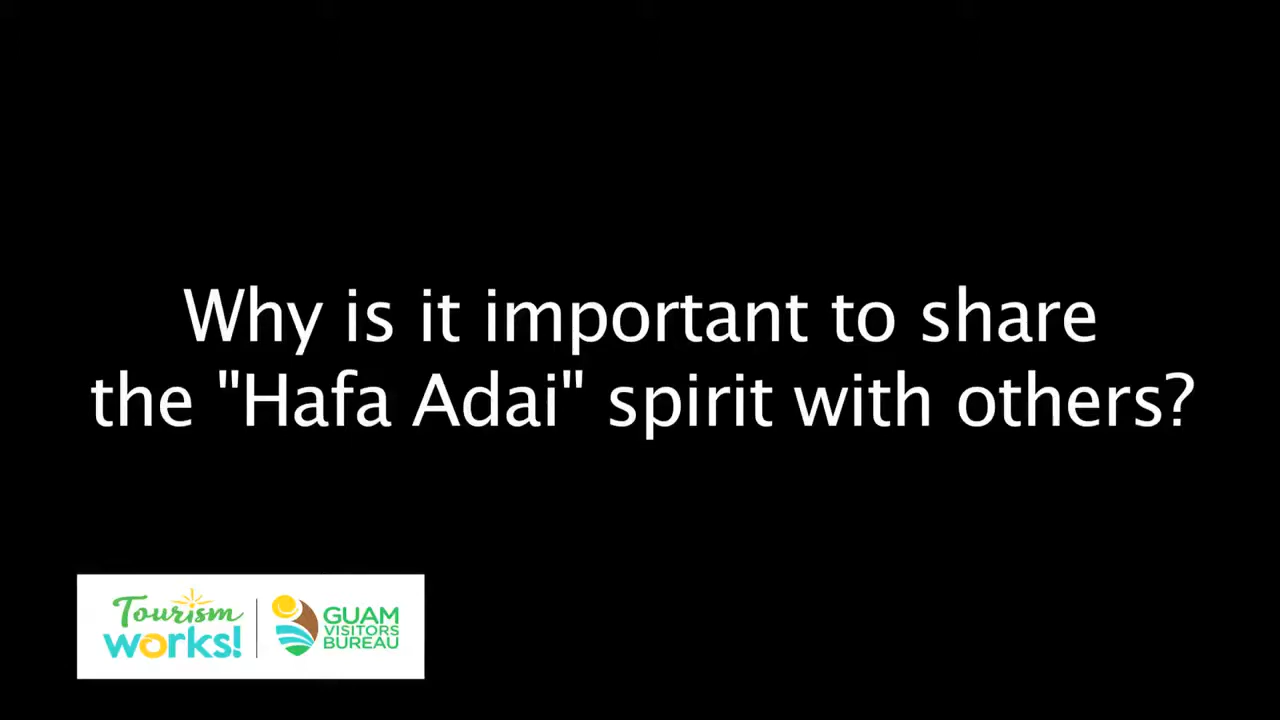 Why is it important to share
the "Hafa Adai" spirit with others?
Tourism
works!
GUAM
VISITORS
BUREAU